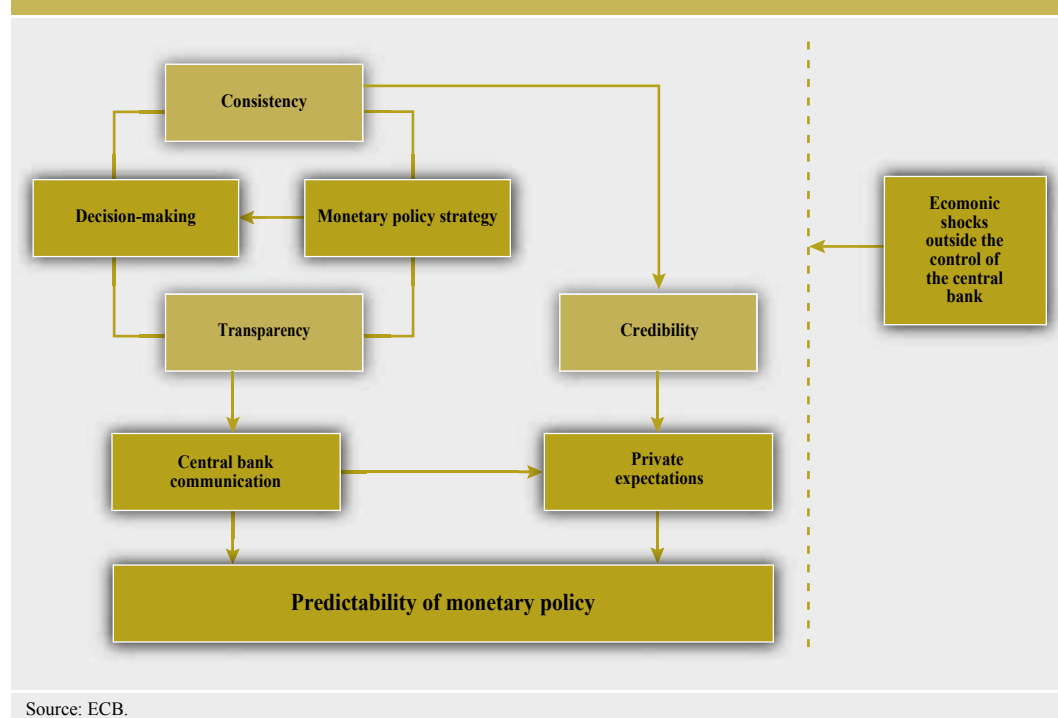 Consistency
Decision-making
Monetary policy strategy
Ecomonic
shocks
outside the
control of
the central
bank
Transparency
Credibility
Central bank
communication
Private
expectations
Predictability of monetary policy
Source: ECB.